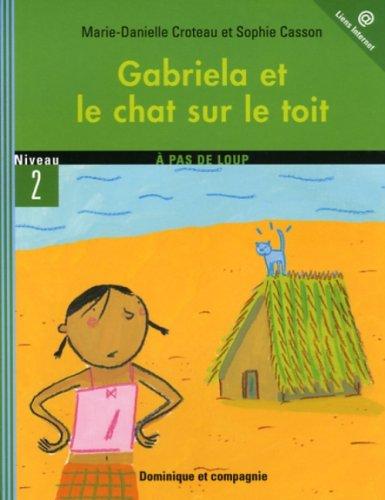 Marie-Danielle Croteau et Sophie Casson
@
Liens Internet
Gabriela et
le chat sur le toit
Niveau
2
À PAS DE LOUP
Dominique et compagnie